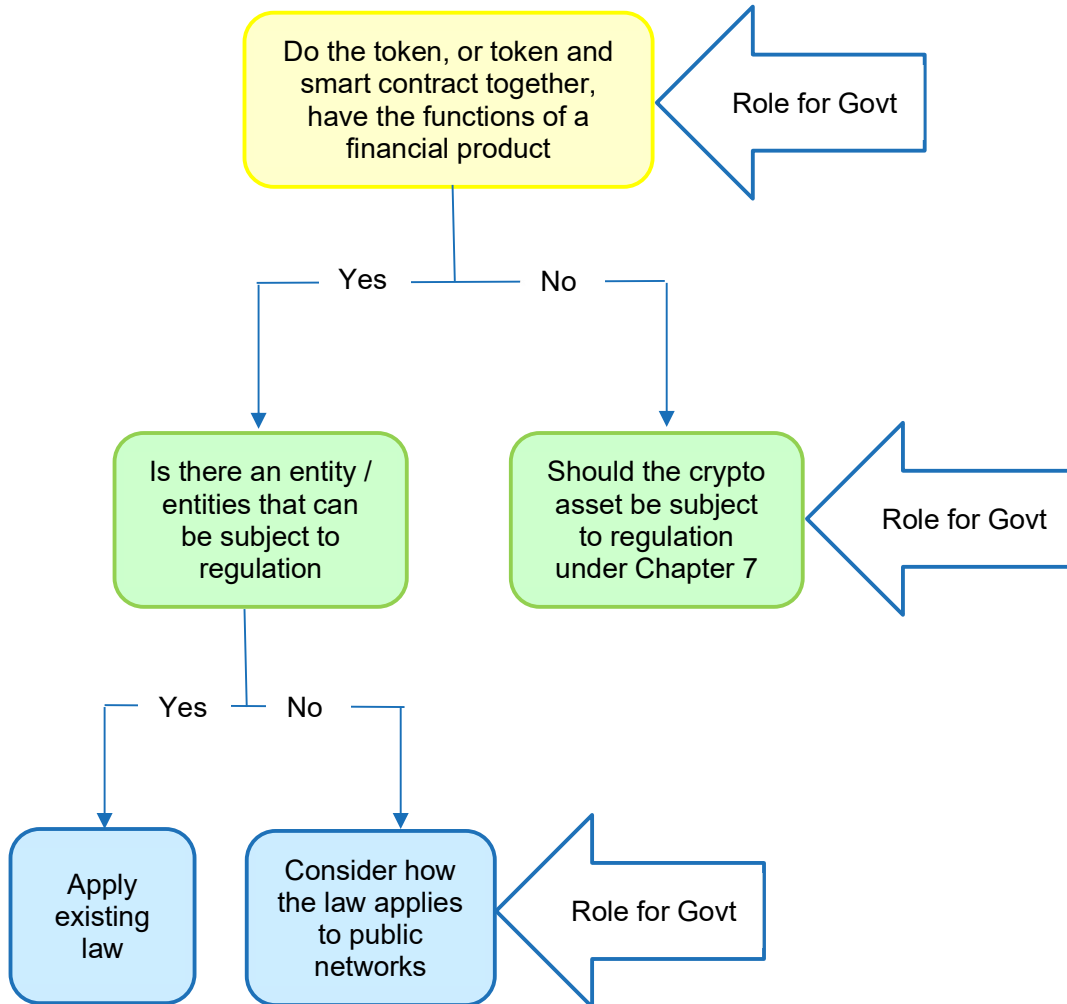 Do the token, or token and
smart contract together,
have the functions of a
financial product
Role for Govt
Yes
No
Is there an entity /
entities that can
be subject to
regulation
Should the crypto
asset be subject
to regulation
under Chapter 7
Role for Govt
Yes
No
Apply
existing
law
Consider how
the law applies
to public
networks
Role for Govt